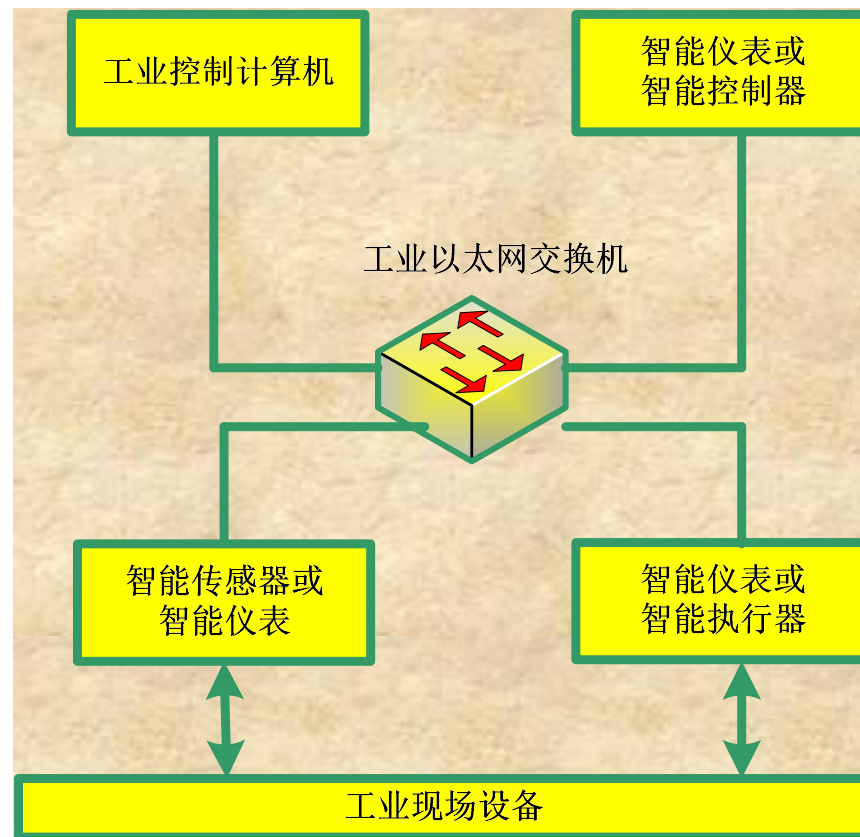 工业控制计算机
智能仪表或
智能控制器
工业以太网交换机
智能传感器或
智能仪表
智能仪表或
智能执行器
工业现场设备